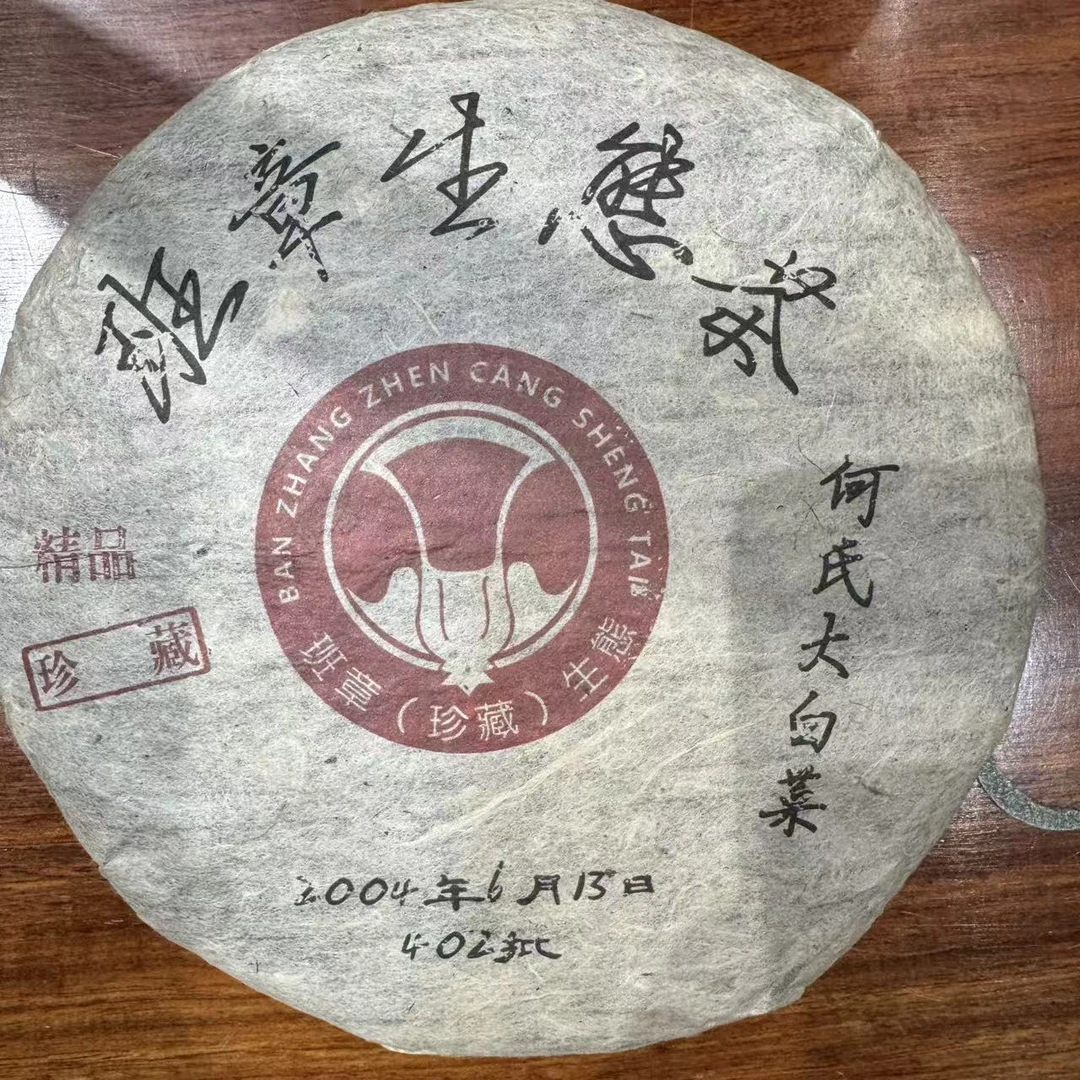 班章生態茶
BAN ZHANG ZHEN CANG SHENG TAI
班章（珍藏）生態
精品
珍藏
何氏大白菜
2004年6月13日
402批